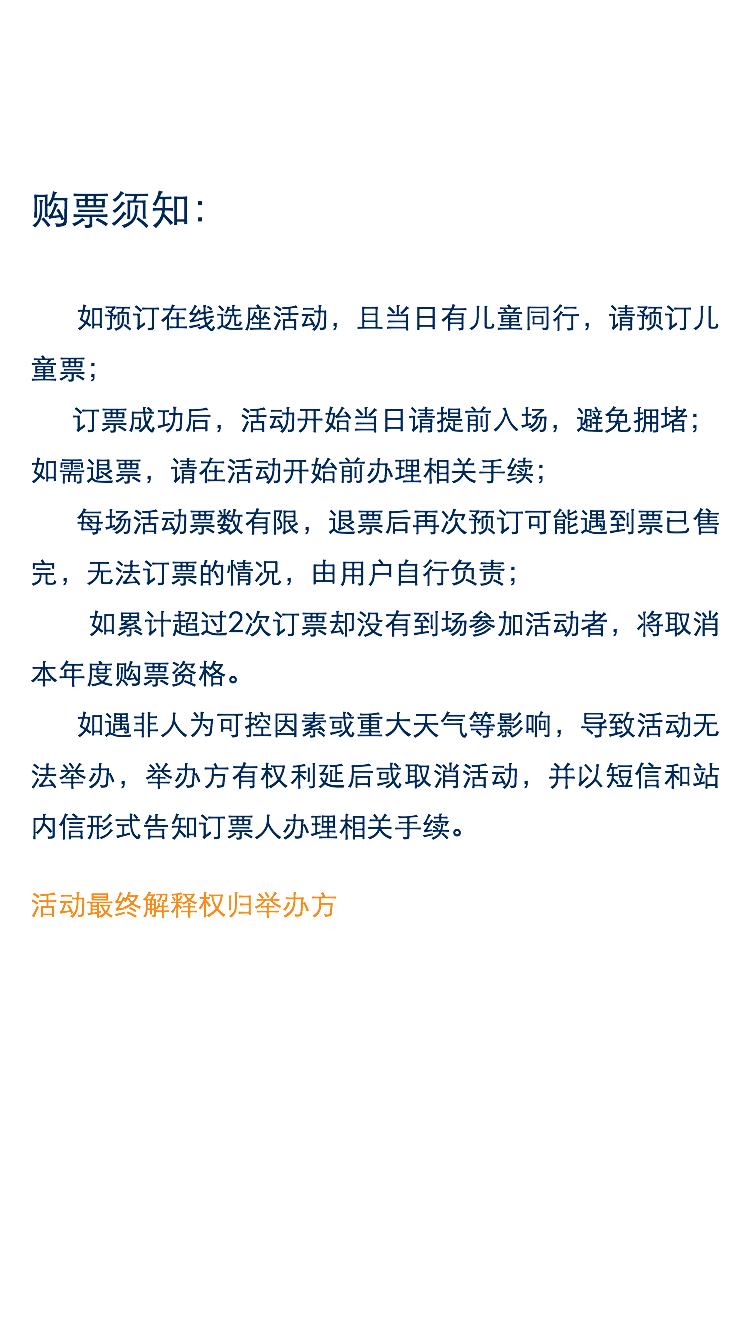 购票须知：
如预订在线选座活动，且当日有儿童同行，请预订儿
童票；
订票成功后，活动开始当日请提前入场，避免拥堵；
如需退票，请在活动开始前办理相关手续；
每场活动票数有限，退票后再次预订可能遇到票已售
完，无法订票的情况，由用户自行负责；
如累计超过2次订票却没有到场参加活动者，将取消
本年度购票资格。
如遇非人为可控因素或重大天气等影响，导致活动无
法举办，举办方有权利延后或取消活动，并以短信和站
内信形式告知订票人办理相关手续。
活动最终解释权归举办方